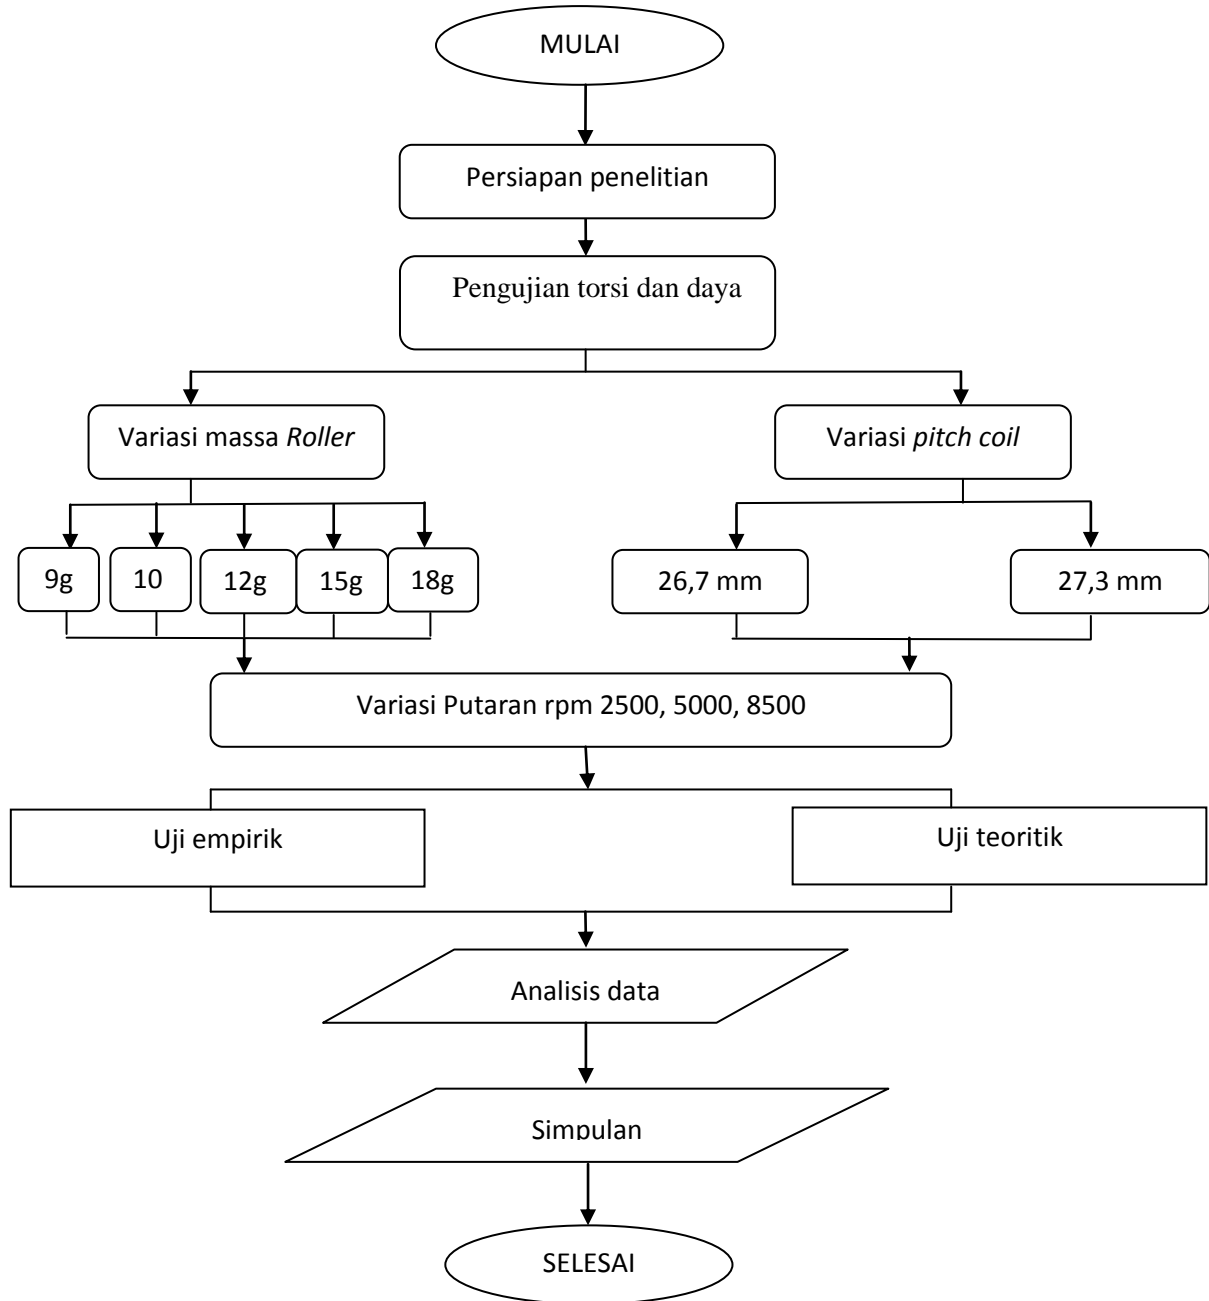 MULAI
Persiapan penelitian
Pengujian torsi dan daya
Variasi massa Roller
Variasi pitch coil
9g
10
12g
15g
18g
26,7 mm
27,3 mm
Variasi Putaran rpm 2500, 5000, 8500
Uji empirik
Uji teoritik
Analisis data
Simpulan
SELESAI